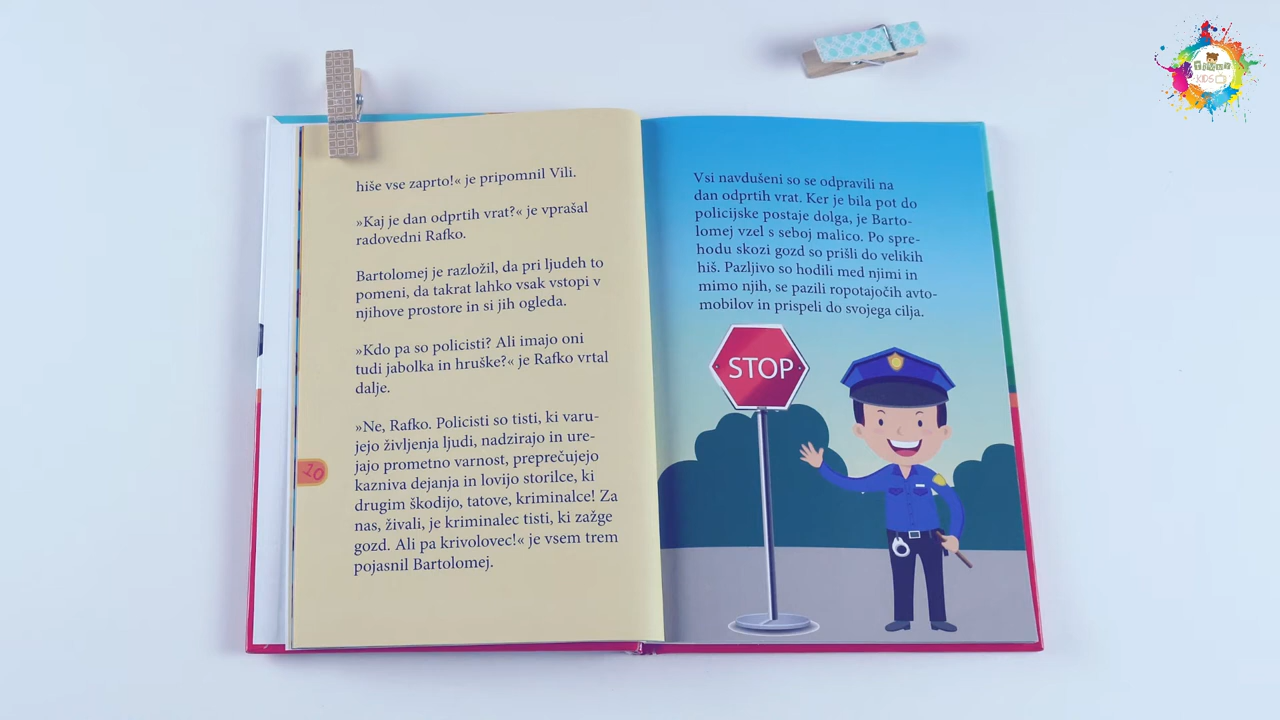 hiše vse zaprto!« je pripomnil Vili.
»Kaj je dan odprtih vrat?« je vprašal
radovedni Rafko.
Bartolomej je razložil, da pri ljudeh to
pomeni, da takrat lahko vsak vstopi v
njihove prostore in si jih ogleda.
»Kdo pa so policisti? Ali imajo oni
tudi jabolka in hruške?« je Rafko vrtal
dalje.
»Ne, Rafko. Policisti so tisti, ki varu-
jejo življenja ljudi, nadzirajo in ure-
jajo prometno varnost, preprečujejo
kazniva dejanja in lovijo storilce, ki
drugim škodijo, tatove, kriminalce! Za
nas, živali, je kriminalec tisti, ki zažge
gozd. Ali pa krivolovec!« je vsem trem
pojasnil Bartolomej.
10
Vsi navdušeni so se odpravili na
dan odprtih vrat. Ker je bila pot do
policijske postaje dolga, je Barto-
lomej vzel s seboj malico. Po spre-
hodu skozi gozd so prišli do velikih
hiš. Pazljivo so hodili med njimi in
mimo njih, se pazili ropotajočih avto-
mobilov in prispeli do svojega cilja.
STOP
KIDS